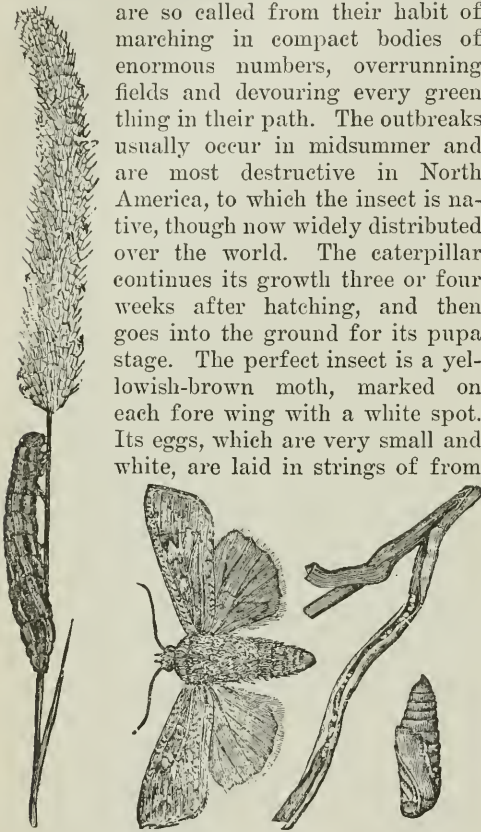 are so called from their habit of
marching in compact bodies of
enormous numbers, overrunning
fields and devouring every green
thing in their path. The outbreaks
usually occur in midsummer and
are most destructive in North
America, to which the insect is na-
tive, though now widely distributed
over the world. The caterpillar
continues its growth three or four
weeks after hatching, and then
goes into the ground for its pupa
stage. The perfect insect is a yel-
lowish-brown moth, marked on
each fore wing with a white spot.
Its eggs, which are very small and
white, are laid in strings of from